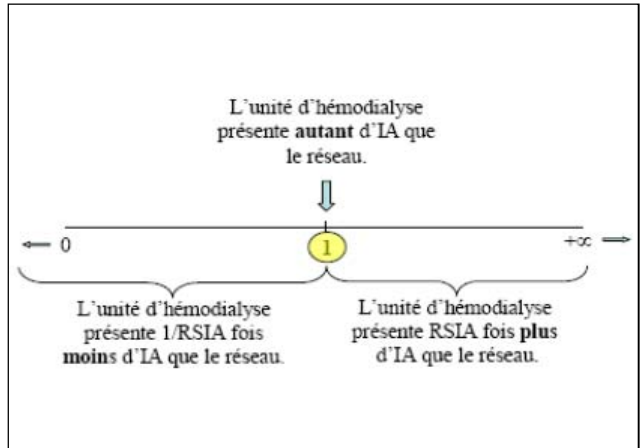 L'unité d'hémodialyse
présente autant d'IA que
le réseau.
0
1
+∞
L'unité d'hémodialyse
présente 1/RSIA fois
moins d'IA que le réseau.
L'unité d'hémodialyse
présente RSIA fois plus
d'IA que le réseau.